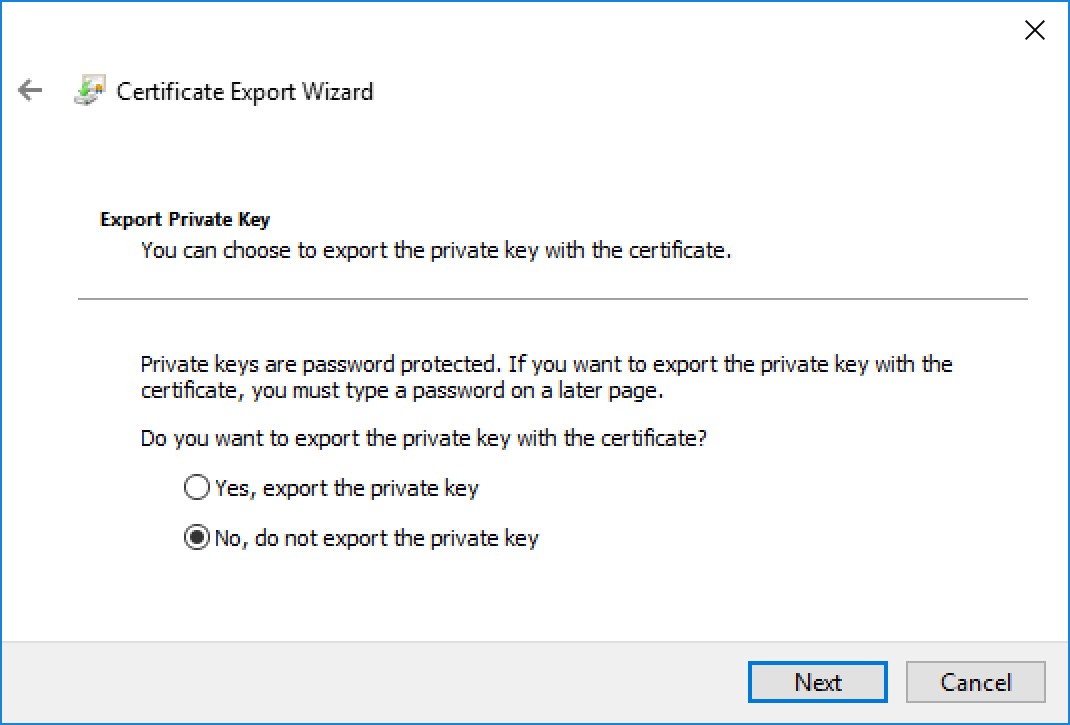 Certificate Export Wizard
Export Private Key
You can choose to export the private key with the certificate.
Private keys are password protected. If you want to export the private key with the
certificate, you must type a password on a later page.
Do you want to export the private key with the certificate?
Yes, export the private key
No, do not export the private key
Next
Cancel